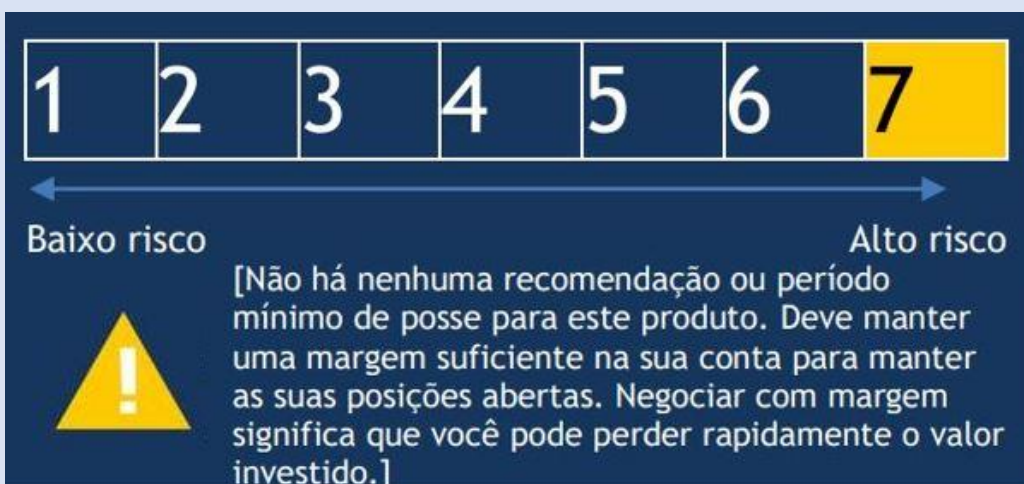 1 2 3 4 5 6 7
Baixo risco Alto risco
[Não há nenhuma recomendação ou período
mínimo de posse para este produto. Deve manter
uma margem suficiente na sua conta para manter
as suas posições abertas. Negociar com margem
significa que você pode perder rapidamente o valor
investido.]
!